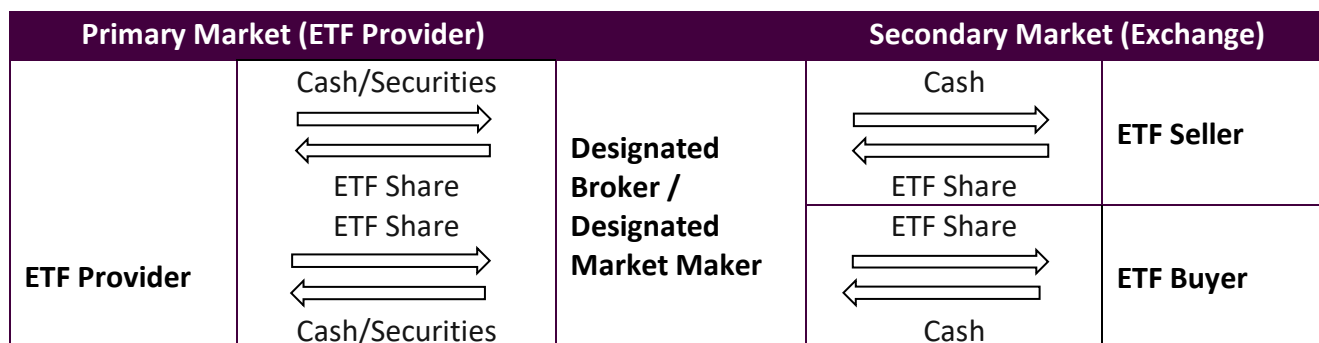 Primary Market (ETF Provider)
Secondary Market (Exchange)
ETF Provider
Cash/Securities
ETF Share
ETF Share
Cash/Securities
Designated
Broker /
Designated
Market Maker
Cash
ETF Share
ETF Seller
ETF Share
Cash
ETF Buyer